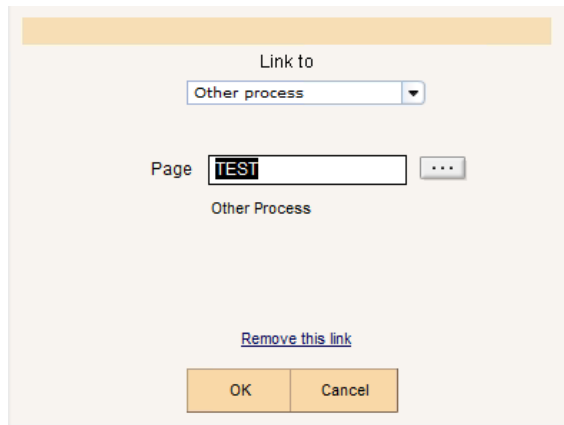 Link to
Other process
Page TEST ...
Other Process
Remove this link
OK Cancel